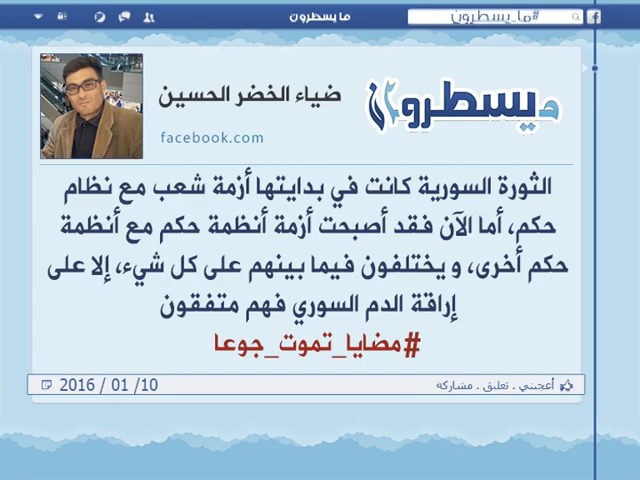 ما يسطرون
#ما_يسطرون
ضياء الخضر الحسين
facebook.com
ما يسطرون
الثورة السورية كانت في بدايتها أزمة شعب مع نظام
حكم، أما الآن فقد أصبحت أزمة أنظمة حكم مع أنظمة
حكم أخرى، و يختلفون فيما بينهم على كل شيء، إلا على
إراقة الدم السوري فهم متفقون
#مضايا_تموت_جوعا
أعجبني . تعليق . مشاركة
2016 / 01 /10